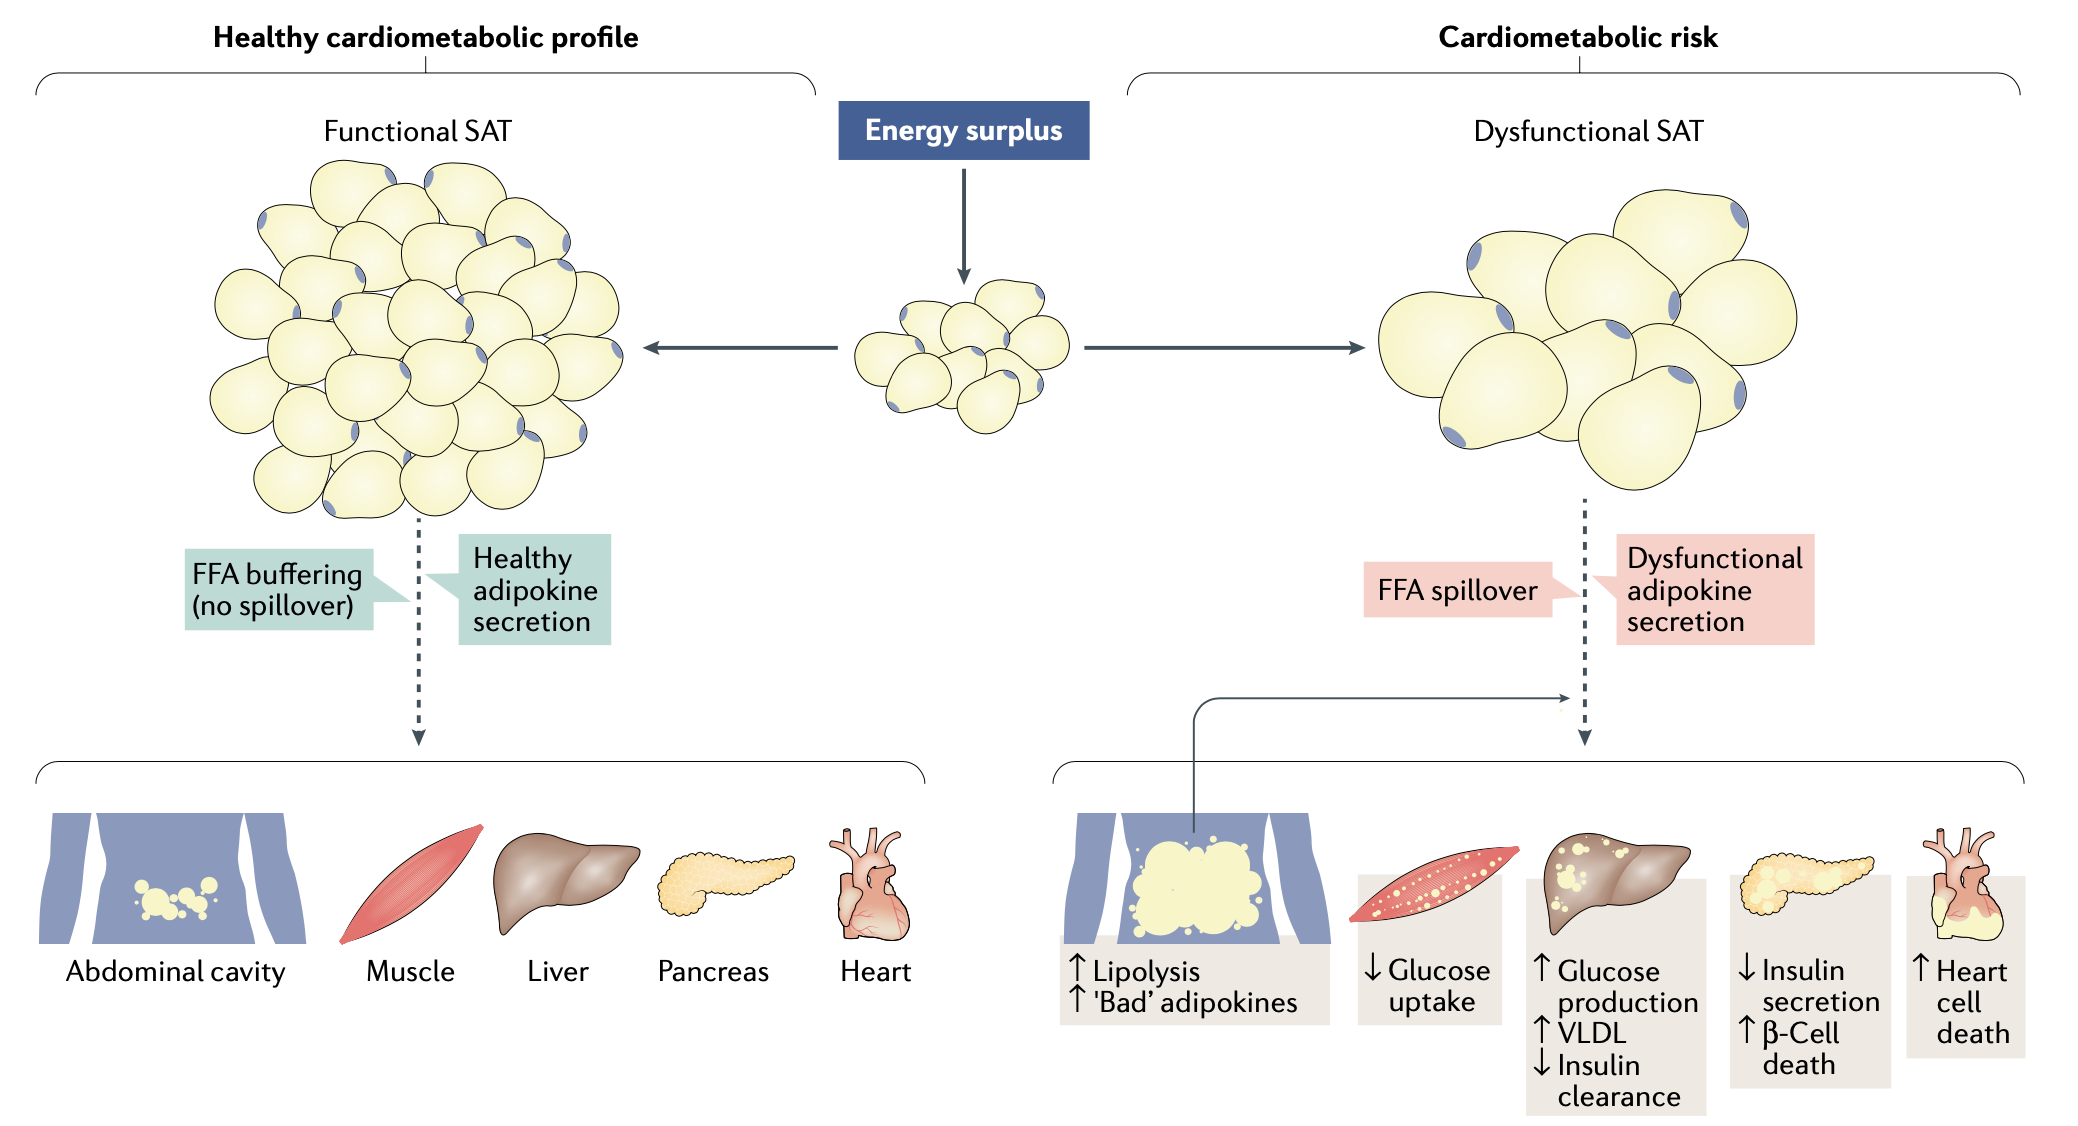 Healthy cardiometabolic profile
Cardiometabolic risk
Functional SAT
Energy surplus
Dysfunctional SAT
FFA buffering
(no spillover)
Healthy
adipokine
secretion
FFA spillover
Dysfunctional
adipokine
secretion
Abdominal cavity
Muscle
Liver
Pancreas
Heart
↑ Lipolysis
↑ 'Bad’ adipokines
↓ Glucose
uptake
↑ Glucose
production
↑ VLDL
↓ Insulin
clearance
↓ Insulin
secretion
↑ β-Cell
death
↑ Heart
cell
death